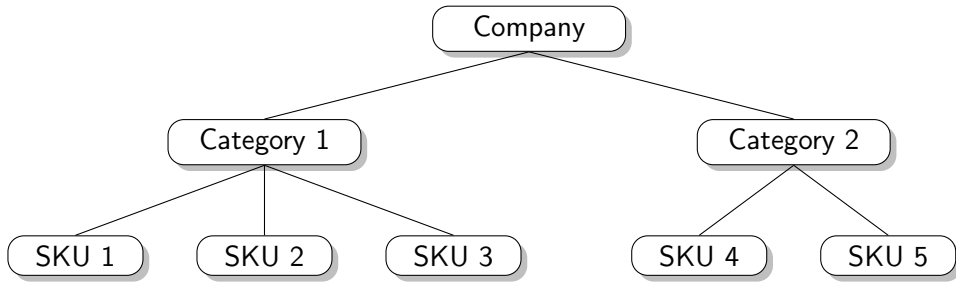 Company
Category 1
Category 2
SKU 1
SKU 2
SKU 3
SKU 4
SKU 5